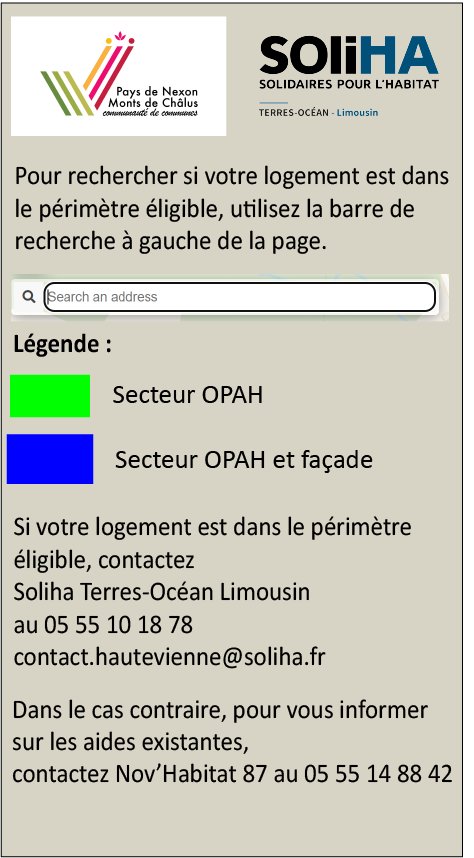 Pays de Nexon
Monts de Châlus
communauté de communes
SOLiHA
SOLIDAIRES POUR L'HABITAT
TERRES-OCÉAN - Limousin
Pour rechercher si votre logement est dans
le périmètre éligible, utilisez la barre de
recherche à gauche de la page.
Search an address
Légende :
Secteur OPAH
Secteur OPAH et façade
Si votre logement est dans le périmètre
éligible, contactez
Soliha Terres-Océan Limousin
au 05 55 10 18 78
contact.hautevienne@soliha.fr
Dans le cas contraire, pour vous informer
sur les aides existantes,
contactez Nov'Habitat 87 au 05 55 14 88 42